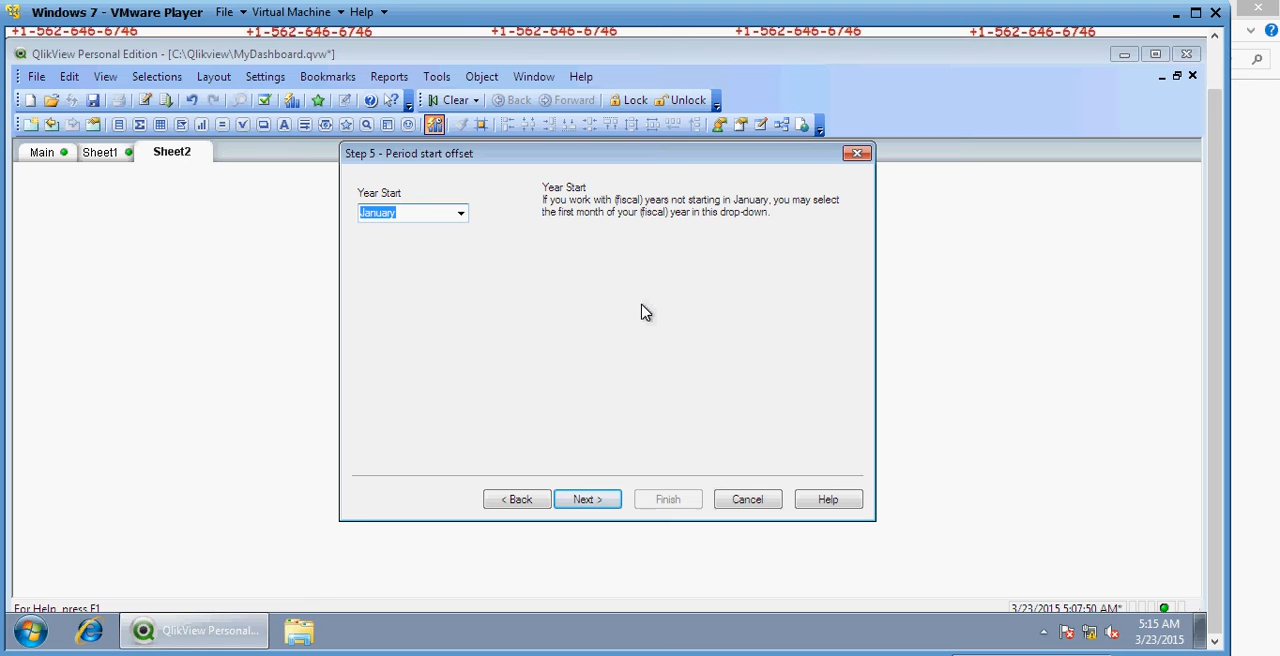 Windows 7 - VMware Player File Virtual Machine Help
+1-562-646-6746 +1-562-646-6746 +1-562-646-6746 +1-562-646-6746 +1-562-646-6746
QlikView Personal Edition - [C:\Qlikview\MyDashboard.qvw*]
File Edit View Selections Layout Settings Bookmarks Reports Tools Object Window Help
Clear Back Forward Lock Unlock
Main Sheet1 Sheet2
Step 5 - Period start offset
Year Start
January
Year Start
If you work with (fiscal) years not starting in January, you may select
the first month of your (fiscal) year in this drop-down.
< Back Next > Finish Cancel Help
For Help, press F1 3/23/2015 5:07:50 AM*
QlikView Personal...
5:15 AM
3/23/2015